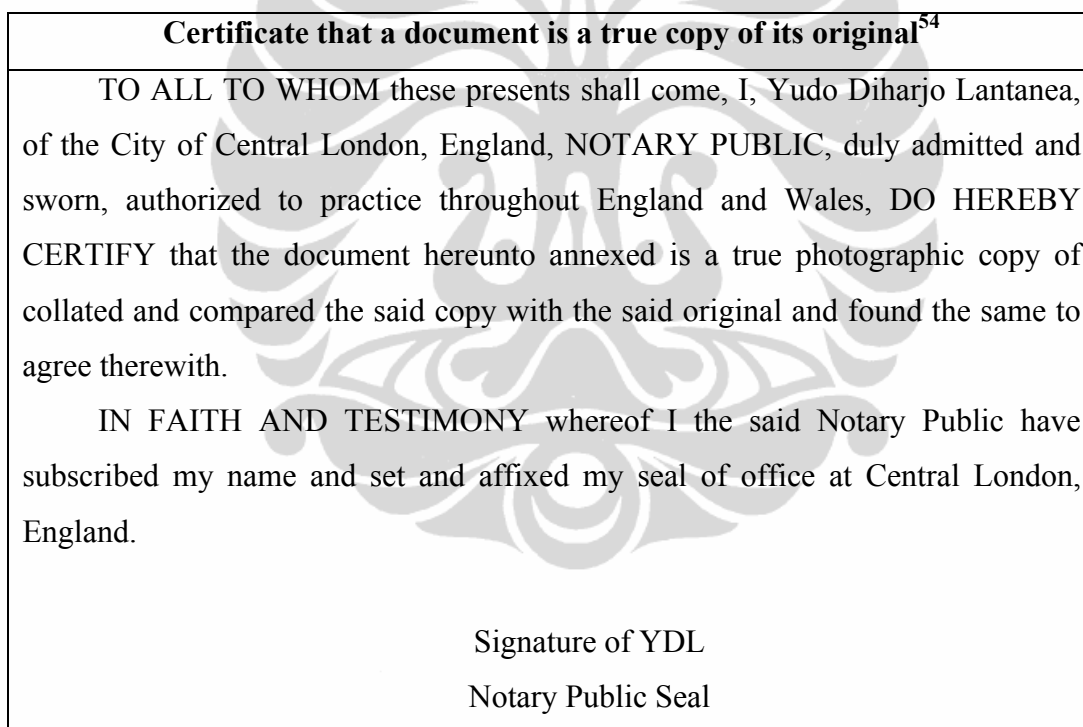 Certificate that a document is a true copy of its original54
TO ALL TO WHOM these presents shall come, I, Yudo Diharjo Lantanea,
of the City of Central London, England, NOTARY PUBLIC, duly admitted and
sworn, authorized to practice throughout England and Wales, DO HEREBY
CERTIFY that the document hereunto annexed is a true photographic copy of
collated and compared the said copy with the said original and found the same to
agree therewith.
IN FAITH AND TESTIMONY whereof I the said Notary Public have
subscribed my name and set and affixed my seal of office at Central London,
England.
Signature of YDL
Notary Public Seal